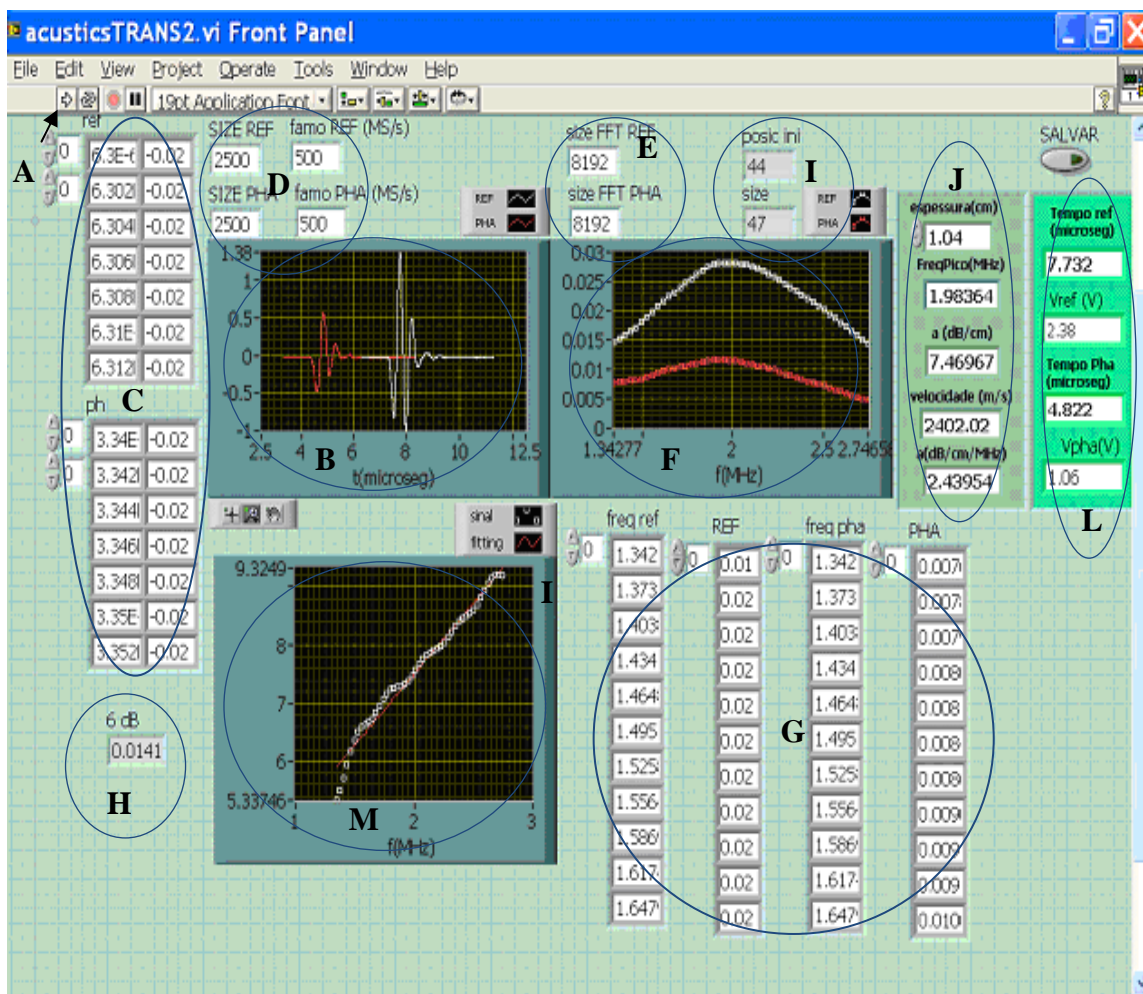 acusticsTRANS2.vi Front Panel
File Edit View Project Operate Tools Window Help
19pt Application Font
A
ref
0
0
6.3E-6 -0.02
6.302 -0.02
6.304 -0.02
6.306 -0.02
6.308 -0.02
6.31E -0.02
6.312 -0.02
C
ph
0
0
3.34E -0.02
3.342 -0.02
3.344 -0.02
3.346 -0.02
3.348 -0.02
3.35E -0.02
3.352 -0.02
6 dB
0.0141
H
SIZE REF famo REF (MS/s)
2500 500
D
SIZE PHA famo PHA (MS/s)
2500 500
REF
PHA
1.38
1
0.5
0
-0.5
-1
2.5 4 6 8 10 12.5
B
t(microseg)
size FFT REF
E
8192
size FFT PHA
8192
posic ini
44
I
size
47
REF
PHA
0.03
0.025
0.02
0.015
0.01
0.005
0
1.34277 2 2.5 2.7465
F
f(MHz)
SALVAR
J
espessura(cm)
1.04
FreqPico(MHz)
1.98364
a (dB/cm)
7.46967
velocidade (m/s)
2402.02
a(dB/cm/MHz)
2.43954
Tempo ref
(microseg)
7.732
Vref (V)
2.38
Tempo Pha
(microseg)
4.822
Vpha(V)
1.06
L
sinal
fitting
I
9.3249
8
7
6
5.33746
1 2 3
M
f(MHz)
freq ref REF freq pha PHA
0 0 0 0
1.342 0.01 1.342 0.007
1.373 0.02 1.373 0.007
1.403 0.02 1.403 0.007
1.434 0.02 1.434 0.008
1.464 0.02 1.464 0.008
1.495 0.02 1.495 0.008
G
1.525 0.02 1.525 0.008
1.556 0.02 1.556 0.009
1.586 0.02 1.586 0.009
1.617 0.02 1.617 0.009
1.647 0.02 1.647 0.010